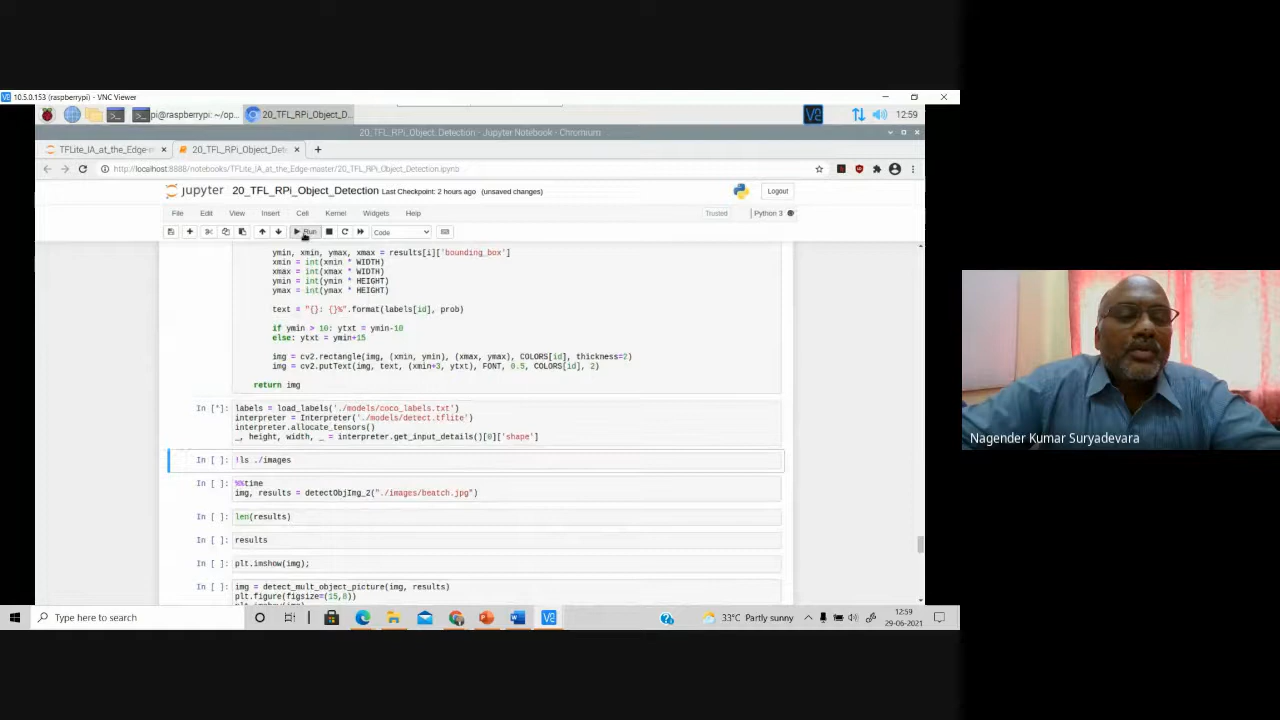 10.5.0.153 (raspberrypi) - VNC Viewer
pi@raspberrypi: ~/op...
20_TFL_RPi_Object_D...
12:59
20_TFL_RPi_Object_Detection - Jupyter Notebook - Chromium
TFLite_IA_at_the_Edge-m
20_TFL_RPi_Object_Dete
http://localhost:8888/notebooks/TFLite_IA_at_the_Edge-master/20_TFL_RPi_Object_Detection.ipynb
jupyter 20_TFL_RPi_Object_Detection Last Checkpoint: 2 hours ago (unsaved changes)
Logout
File Edit View Insert Cell Kernel Widgets Help
Trusted
Python 3
Run
Code
ymin, xmin, ymax, xmax = results[i]['bounding_box']
xmin = int(xmin * WIDTH)
xmax = int(xmax * WIDTH)
ymin = int(ymin * HEIGHT)
ymax = int(ymax * HEIGHT)
text = "{}: {}%".format(labels[id], prob)
if ymin > 10: ytxt = ymin-10
else: ytxt = ymin+15
img = cv2.rectangle(img, (xmin, ymin), (xmax, ymax), COLORS[id], thickness=2)
img = cv2.putText(img, text, (xmin+3, ytxt), FONT, 0.5, COLORS[id], 2)
return img
In [*]: labels = load_labels('./models/coco_labels.txt')
interpreter = Interpreter('./models/detect.tflite')
interpreter.allocate_tensors()
_, height, width, _ = interpreter.get_input_details()[0]['shape']
In [ ]: !ls ./images
In [ ]: %%time
img, results = detectObjImg_2("./images/beatch.jpg")
In [ ]: len(results)
In [ ]: results
In [ ]: plt.imshow(img);
In [ ]: img = detect_mult_object_picture(img, results)
plt.figure(figsize=(15,8))
Nagender Kumar Suryadevara
Type here to search
33°C Partly sunny
12:59
29-06-2021